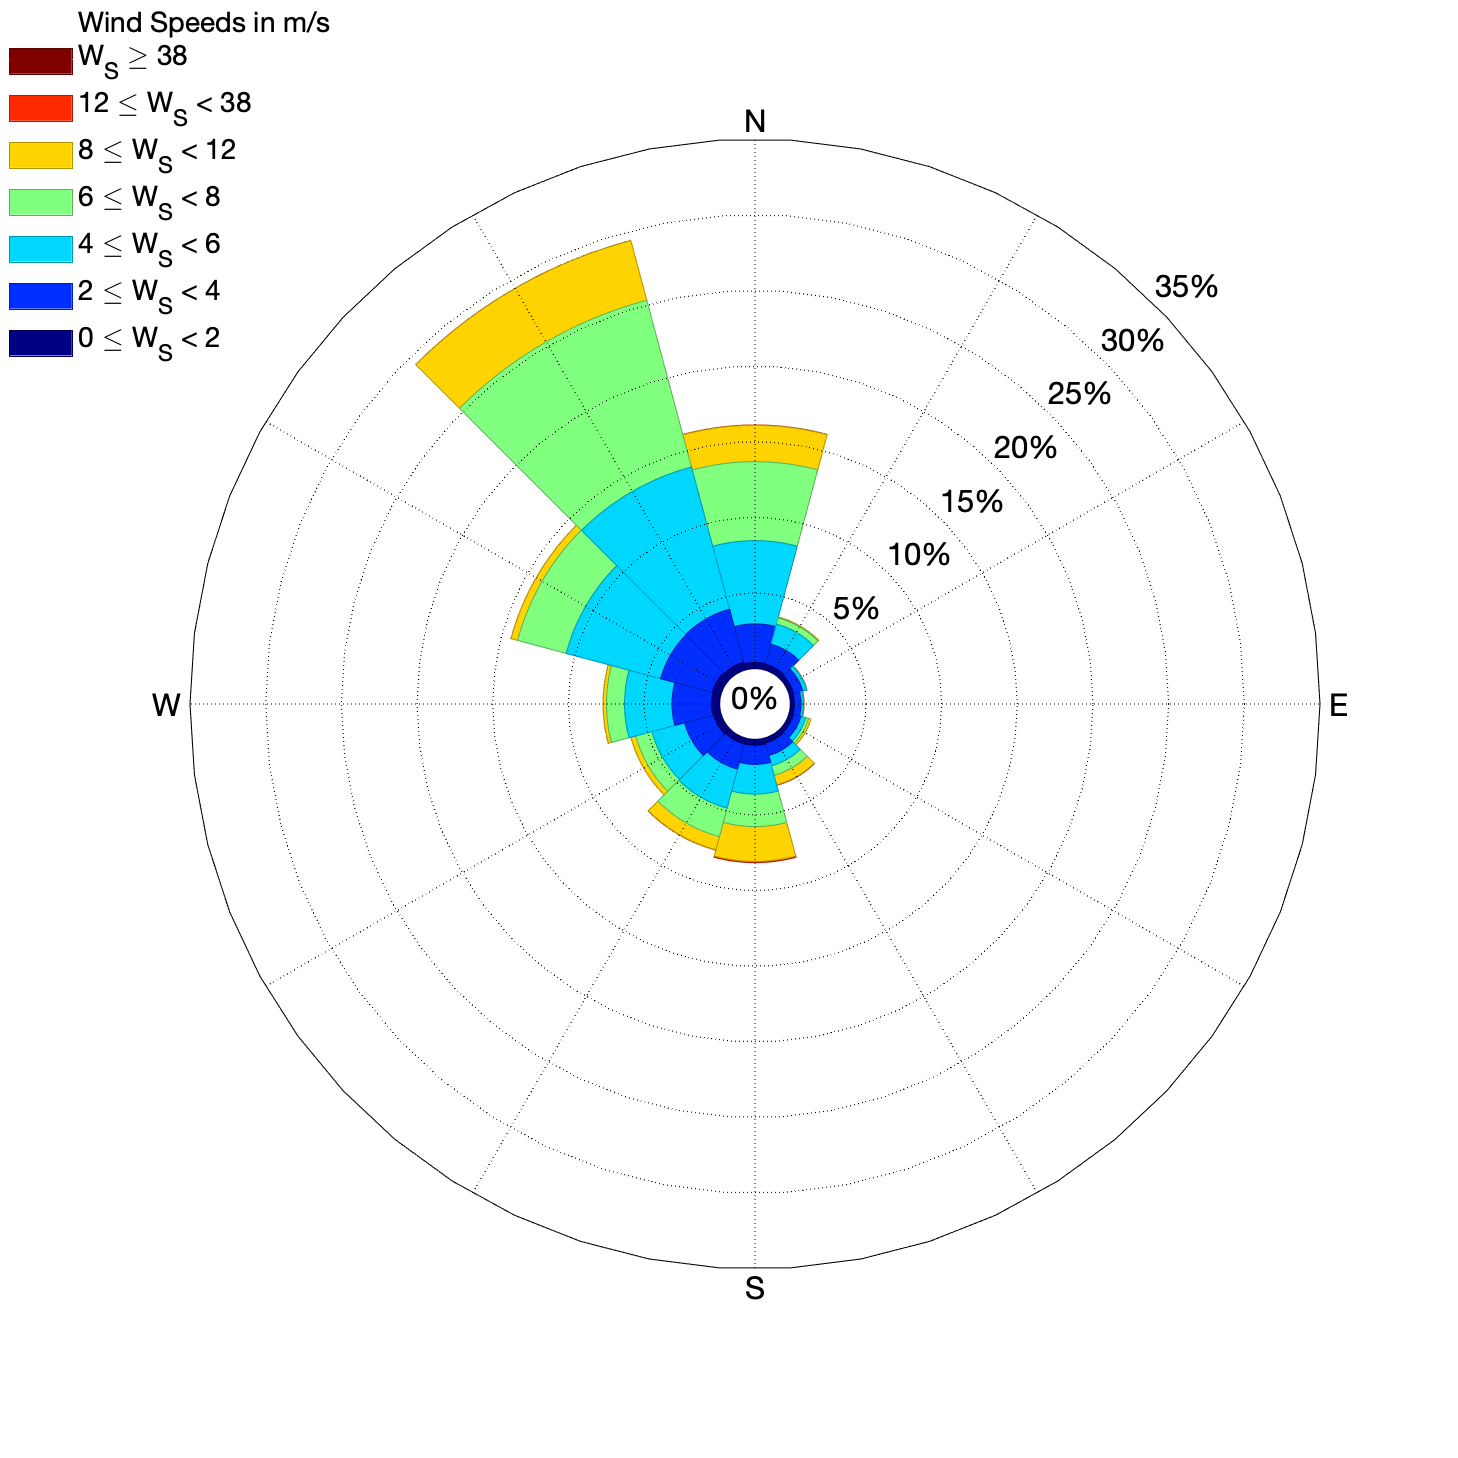 Wind Speeds in m/s
W_S ≥ 38
12 ≤ W_S < 38
8 ≤ W_S < 12
6 ≤ W_S < 8
4 ≤ W_S < 6
2 ≤ W_S < 4
0 ≤ W_S < 2
N
35%
30%
25%
20%
15%
10%
5%
0%
W
E
S